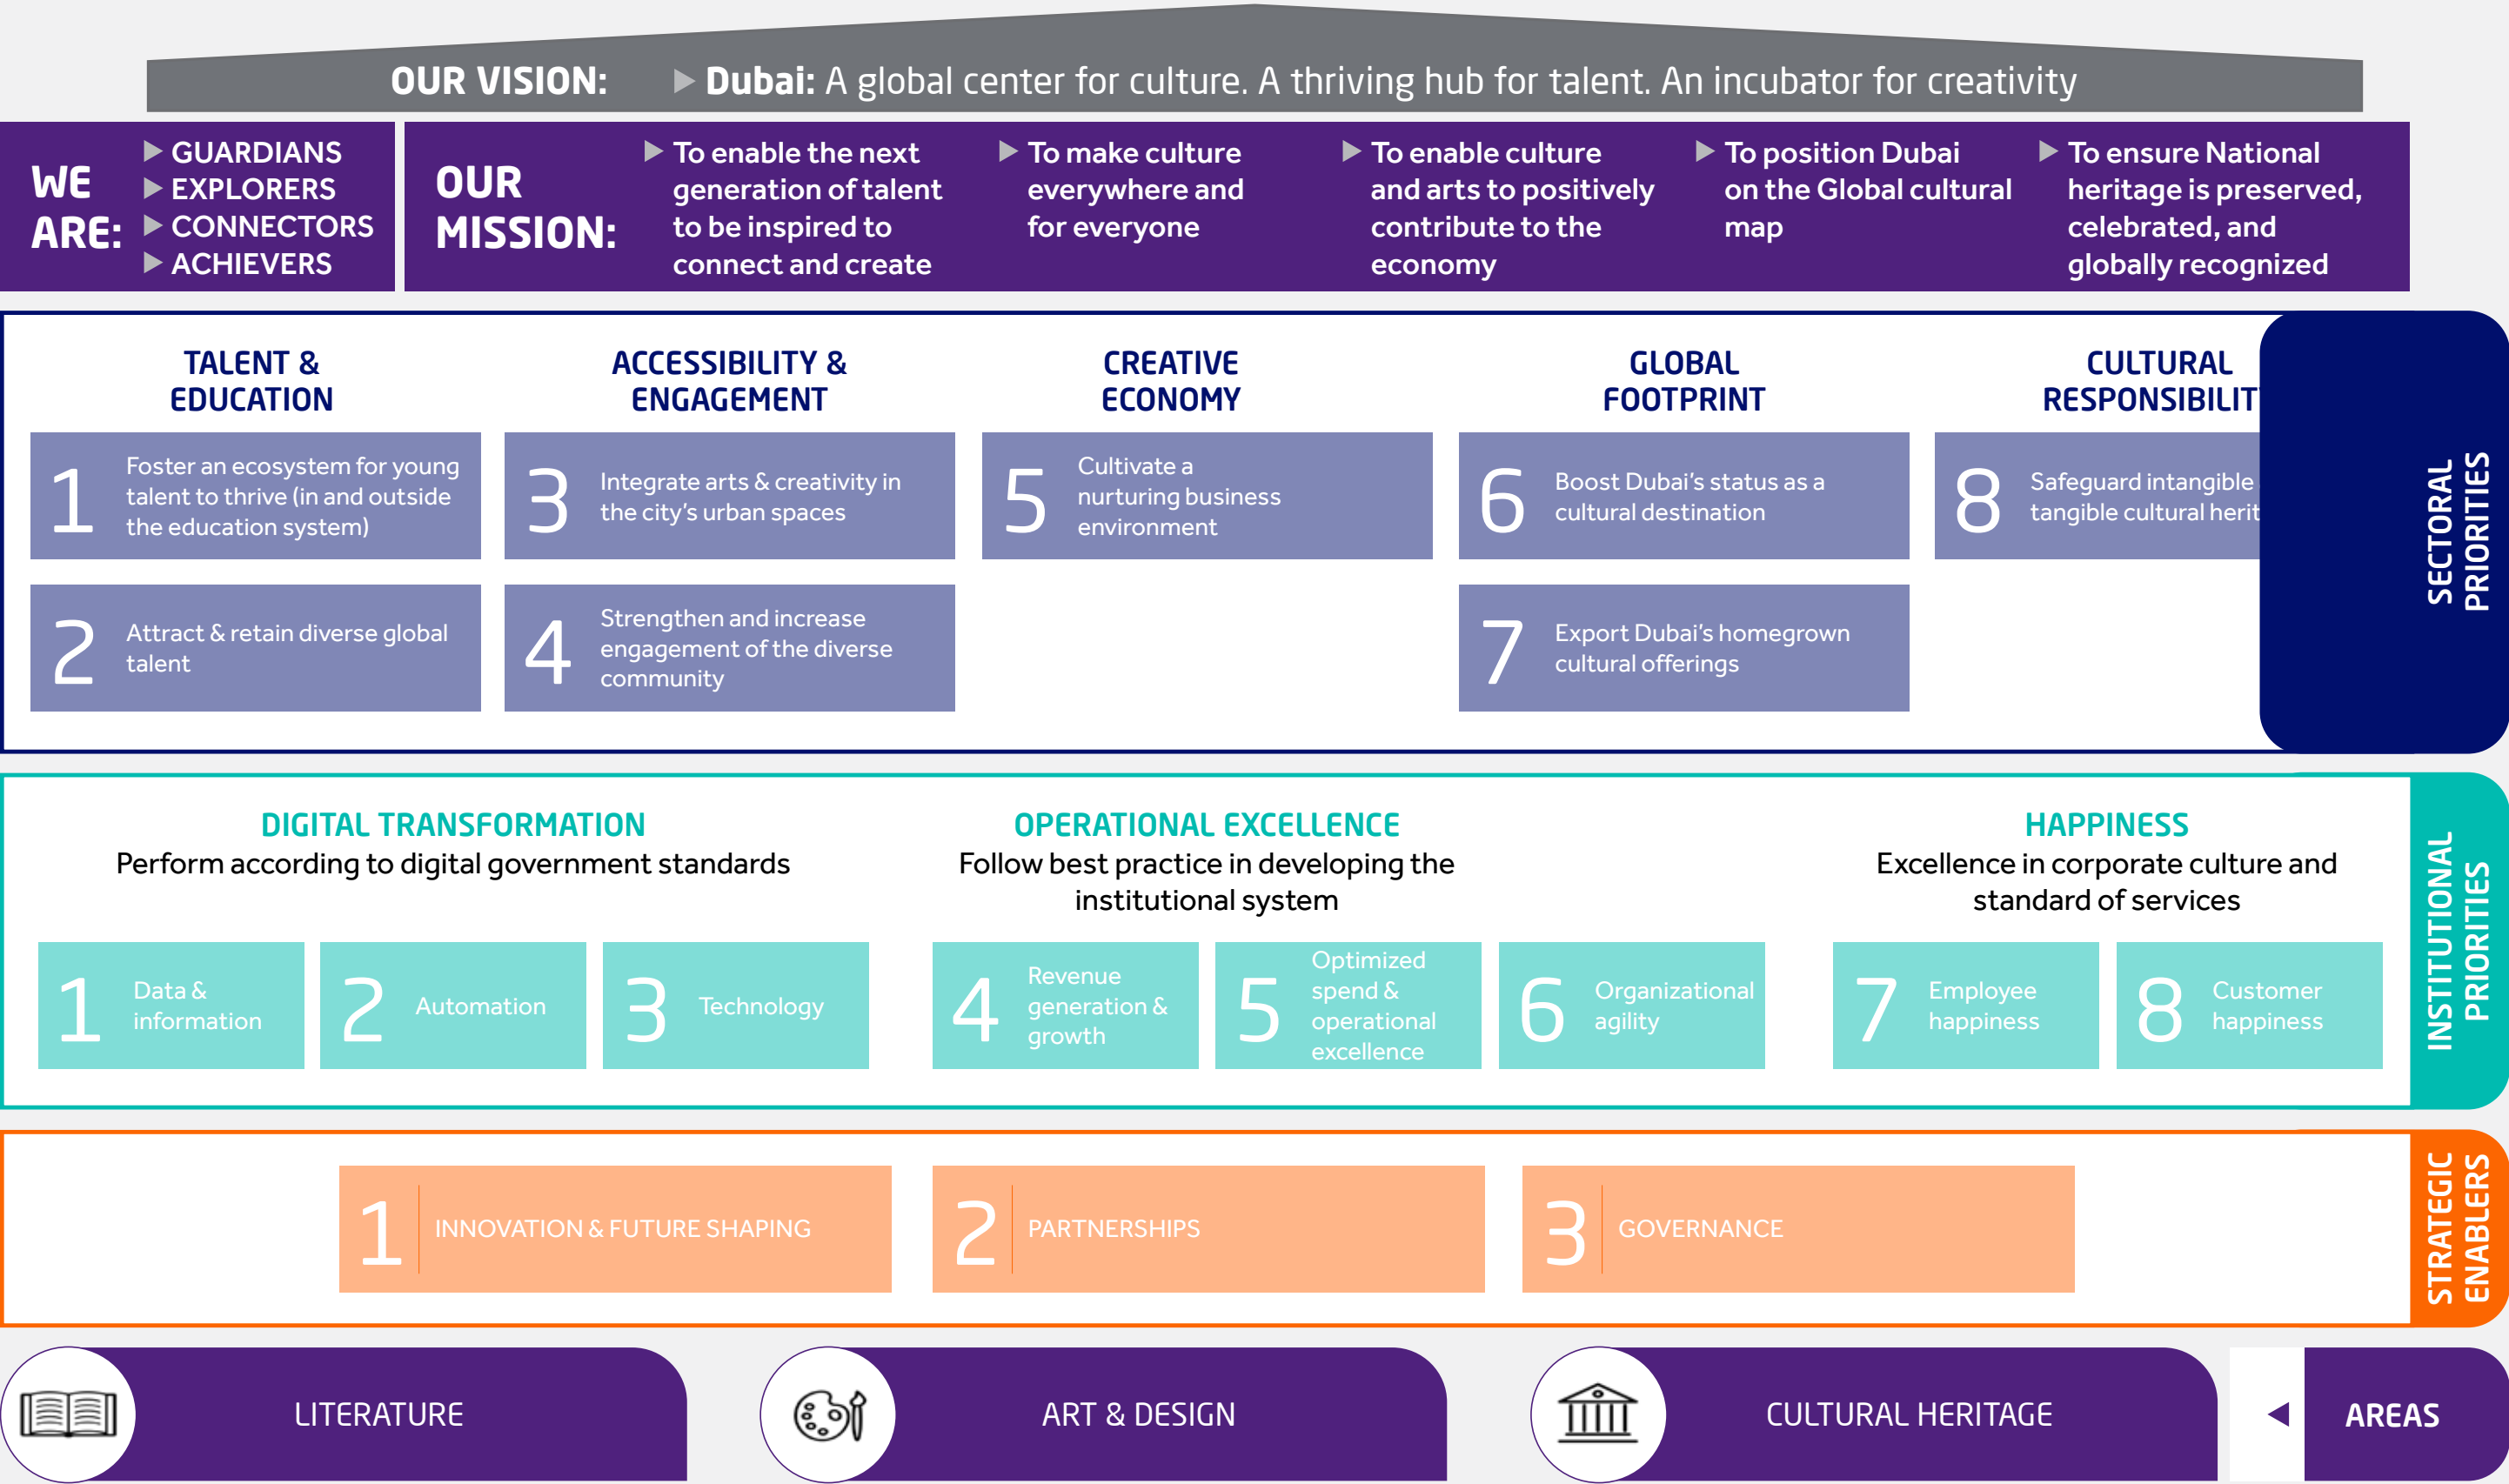 OUR VISION: ▶ Dubai: A global center for culture. A thriving hub for talent. An incubator for creativity
WE
ARE:
▶ GUARDIANS
▶ EXPLORERS
▶ CONNECTORS
▶ ACHIEVERS
OUR
MISSION:
▶ To enable the next
generation of talent
to be inspired to
connect and create
▶ To make culture
everywhere and
for everyone
▶ To enable culture
and arts to positively
contribute to the
economy
▶ To position Dubai
on the Global cultural
map
▶ To ensure National
heritage is preserved,
celebrated, and
globally recognized
SECTORAL
PRIORITIES
TALENT &
EDUCATION
1
Foster an ecosystem for young
talent to thrive (in and outside
the education system)
2
Attract & retain diverse global
talent
ACCESSIBILITY &
ENGAGEMENT
3
Integrate arts & creativity in
the city's urban spaces
4
Strengthen and increase
engagement of the diverse
community
CREATIVE
ECONOMY
5
Cultivate a
nurturing business
environment
GLOBAL
FOOTPRINT
6
Boost Dubai's status as a
cultural destination
7
Export Dubai's homegrown
cultural offerings
CULTURAL
RESPONSIBILIT
8
Safeguard intangible
tangible cultural herit
INSTITUTIONAL
PRIORITIES
DIGITAL TRANSFORMATION
Perform according to digital government standards
1
Data &
information
2
Automation
3
Technology
OPERATIONAL EXCELLENCE
Follow best practice in developing the
institutional system
4
Revenue
generation &
growth
5
Optimized
spend &
operational
excellence
6
Organizational
agility
HAPPINESS
Excellence in corporate culture and
standard of services
7
Employee
happiness
8
Customer
happiness
STRATEGIC
ENABLERS
1
INNOVATION & FUTURE SHAPING
2
PARTNERSHIPS
3
GOVERNANCE
LITERATURE
ART & DESIGN
CULTURAL HERITAGE
◀ AREAS